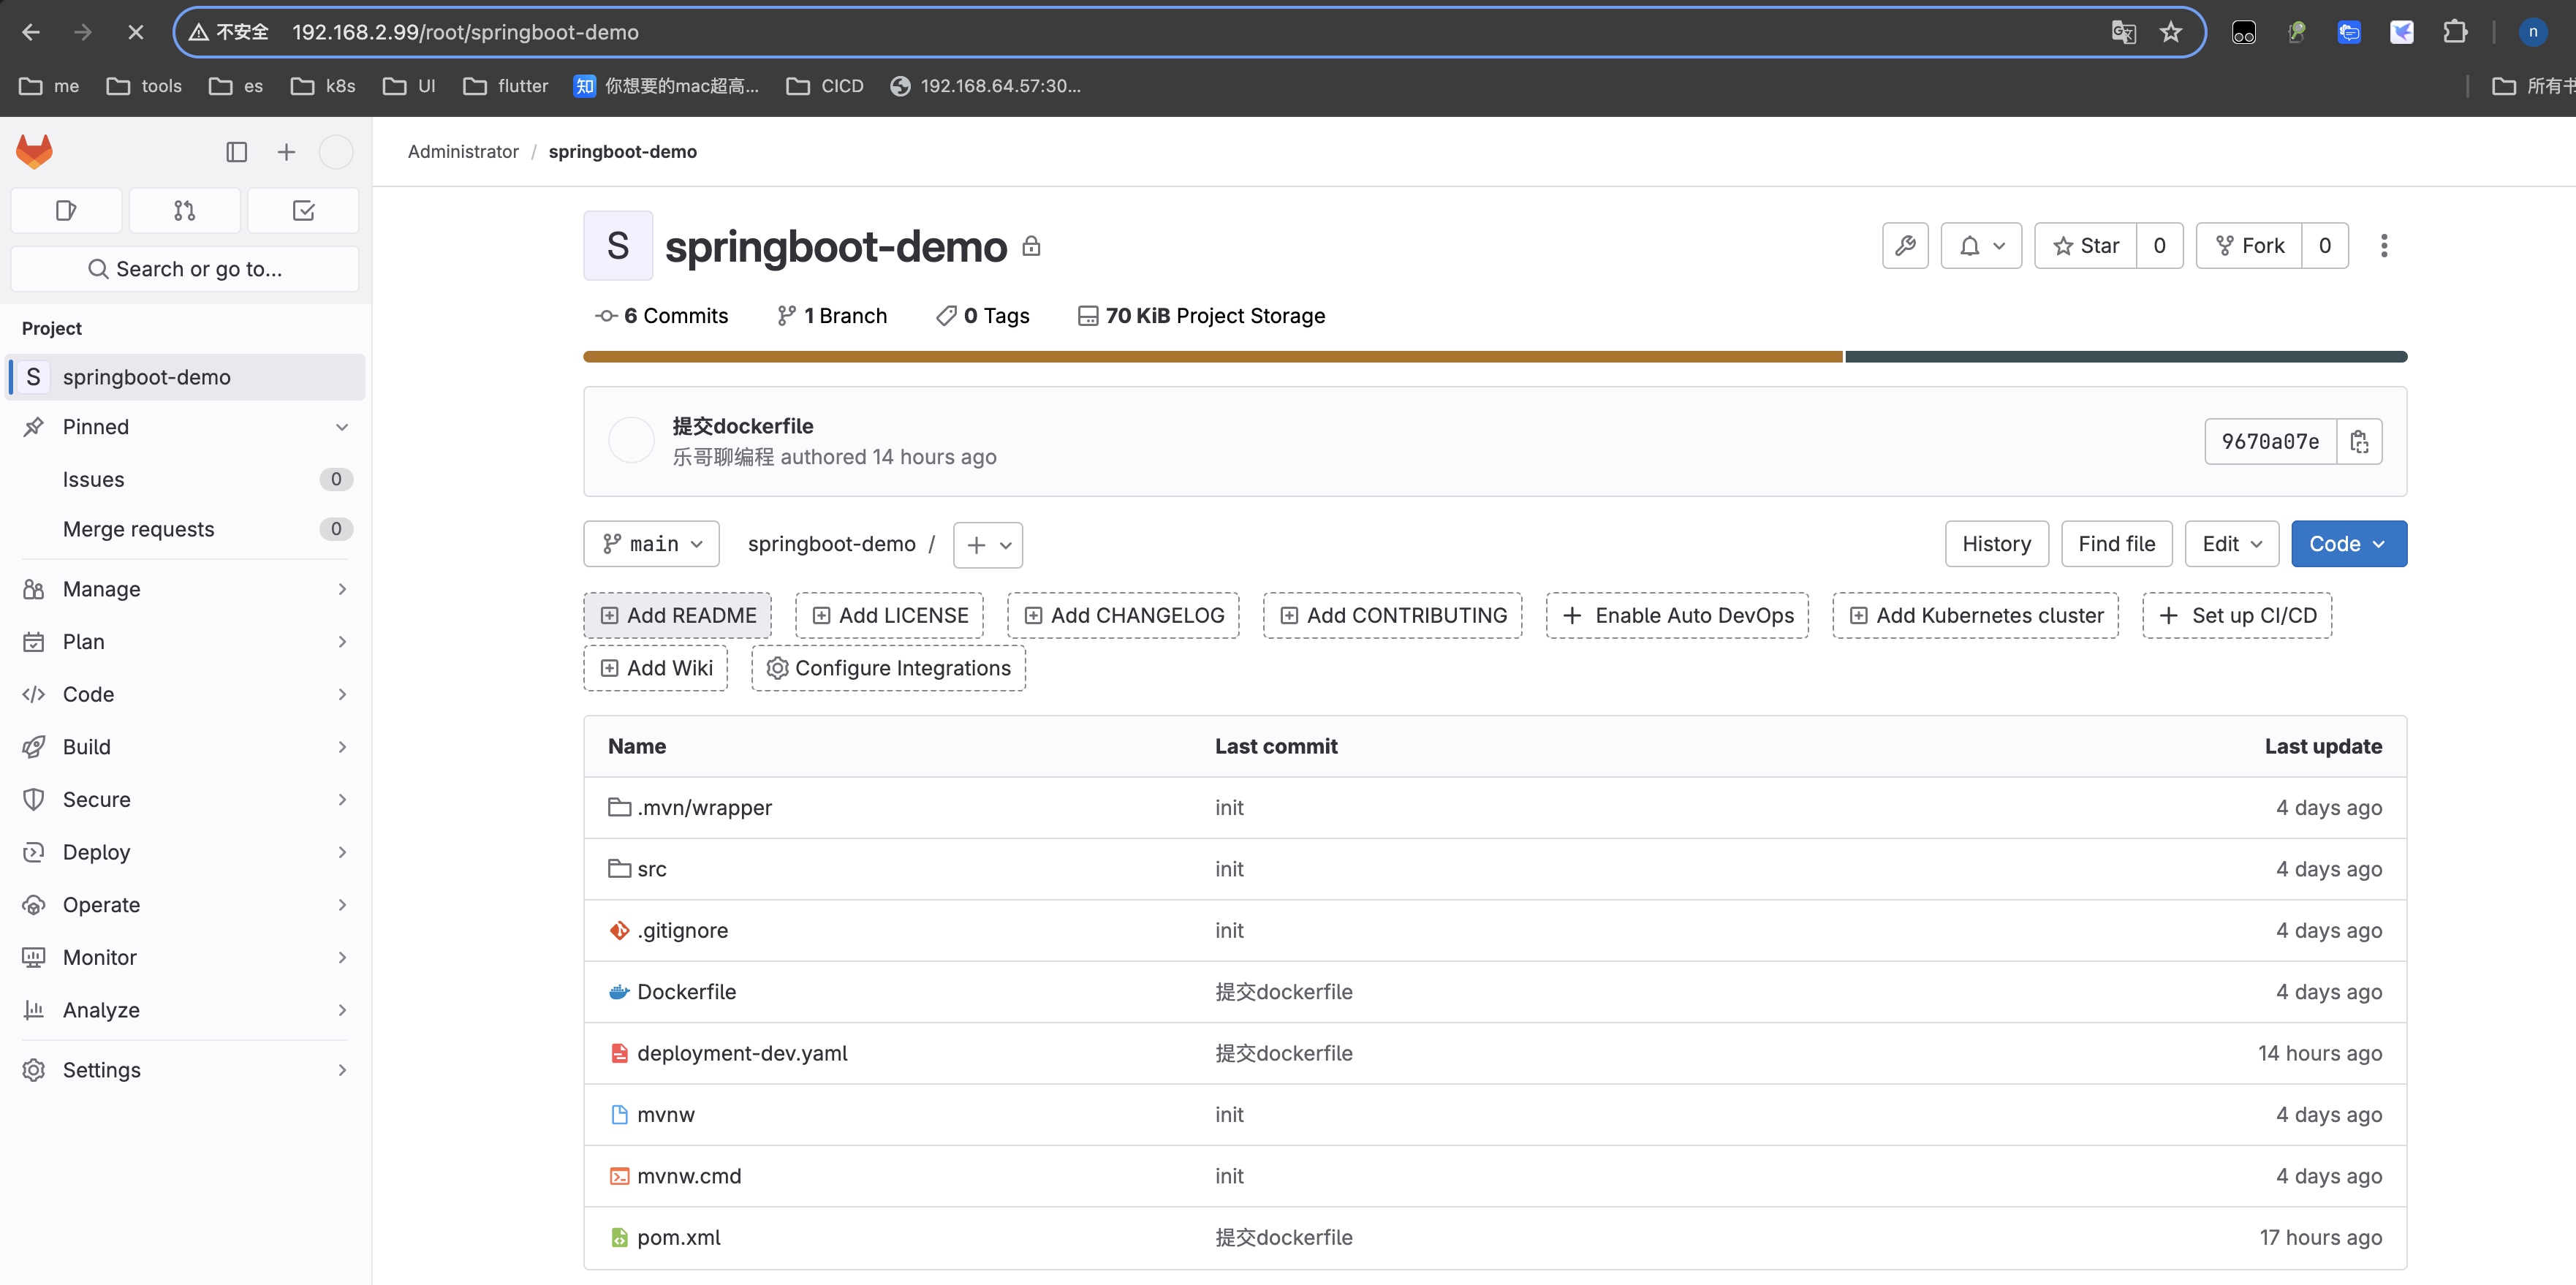 不安全 192.168.2.99/root/springboot-demo n
me tools es k8s UI flutter 知 你想要的mac超高... CICD 192.168.64.57:30... 所有书
Administrator / springboot-demo
Search or go to...
Project
S springboot-demo
Pinned
Issues 0
Merge requests 0
Manage
Plan
Code
Build
Secure
Deploy
Operate
Monitor
Analyze
Settings
S springboot-demo Star 0 Fork 0
6 Commits 1 Branch 0 Tags 70 KiB Project Storage
提交dockerfile
乐哥聊编程 authored 14 hours ago
9670a07e
main springboot-demo / + History Find file Edit Code
Add README Add LICENSE Add CHANGELOG Add CONTRIBUTING Enable Auto DevOps Add Kubernetes cluster Set up CI/CD
Add Wiki Configure Integrations
Name Last commit Last update
.mvn/wrapper init 4 days ago
src init 4 days ago
.gitignore init 4 days ago
Dockerfile 提交dockerfile 4 days ago
deployment-dev.yaml 提交dockerfile 14 hours ago
mvnw init 4 days ago
mvnw.cmd init 4 days ago
pom.xml 提交dockerfile 17 hours ago